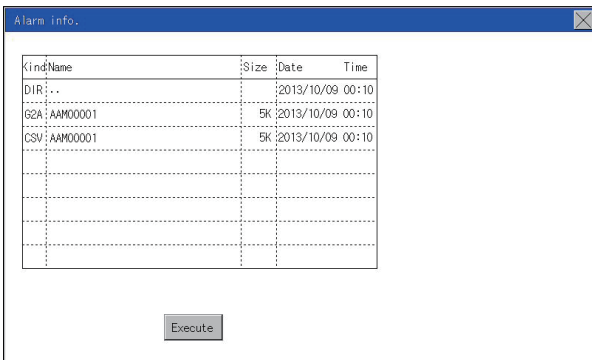 Alarm info.
Kind Name Size Date Time
DIR .. 2013/10/09 00:10
G2A AAM00001 5K 2013/10/09 00:10
CSV AAM00001 5K 2013/10/09 00:10
Execute